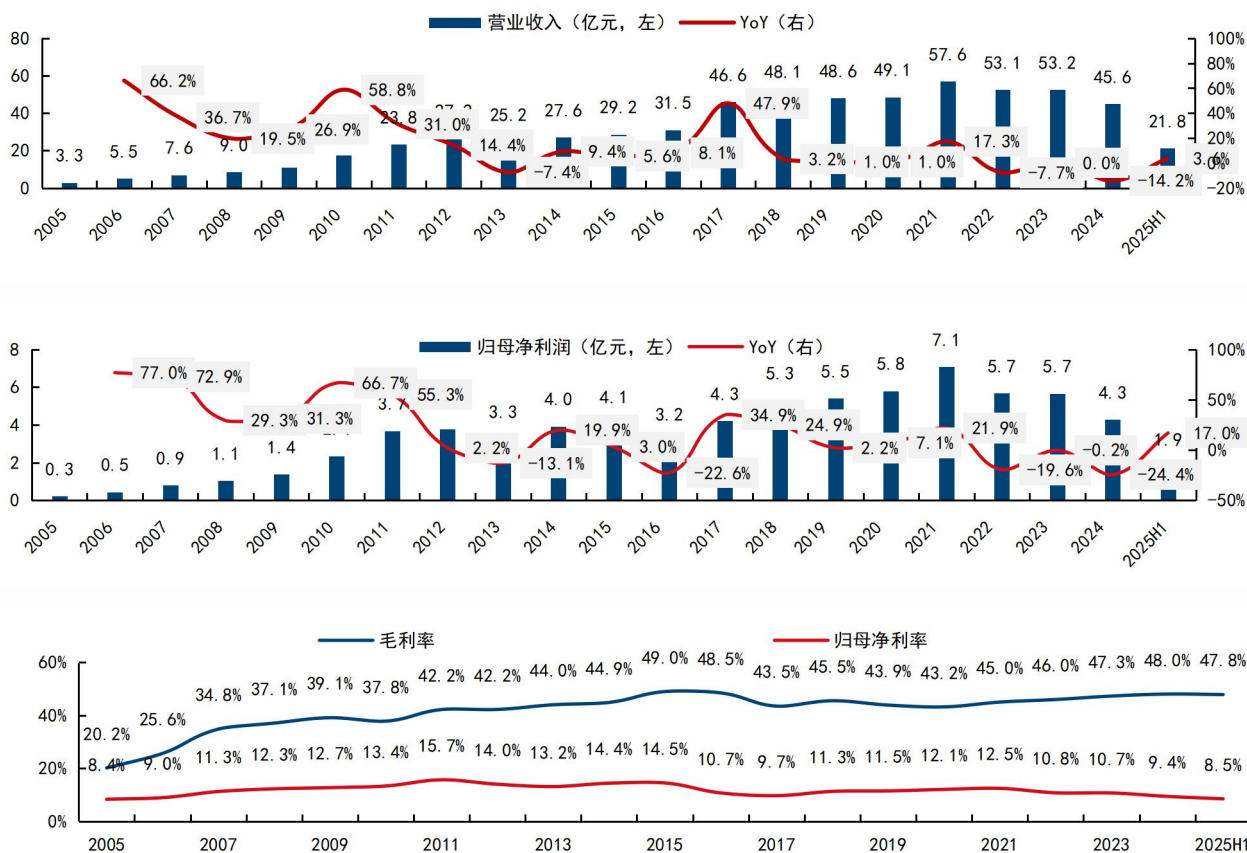 营业收入（亿元，左） YoY（右）
80 60 40 20 0
3.3 5.5 7.6 9.0 23.8 25.2 27.6 29.2 31.5 46.6 48.1 48.6 49.1 57.6 53.1 53.2 45.6 21.8
66.2% 36.7% 19.5% 26.9% 58.8% 31.0% 14.4% -7.4% 9.4% 5.6% 8.1% 47.9% 3.2% 1.0% 1.0% 17.3% -7.7% 0.0% -14.2% 3.6%
100% 80% 60% 40% 20% 0% -20%
2005 2006 2007 2008 2009 2010 2011 2012 2013 2014 2015 2016 2017 2018 2019 2020 2021 2022 2023 2024 2025H1
归母净利润（亿元，左） YoY（右）
8 6 4 2 0
0.3 0.5 0.9 1.1 1.4 3.7 3.3 4.0 4.1 3.2 4.3 5.3 5.5 5.8 7.1 5.7 5.7 4.3 1.9
77.0% 72.9% 29.3% 31.3% 66.7% 55.3% 2.2% -13.1% 19.9% 3.0% -22.6% 34.9% 24.9% 2.2% 7.1% 21.9% -19.6% -0.2% -24.4% 17.0%
100% 50% 0% -50%
2005 2006 2007 2008 2009 2010 2011 2012 2013 2014 2015 2016 2017 2018 2019 2020 2021 2022 2023 2024 2025H1
毛利率 归母净利率
60% 40% 20% 0%
20.2% 25.6% 34.8% 37.1% 39.1% 37.8% 42.2% 42.2% 44.0% 44.9% 49.0% 48.5% 43.5% 45.5% 43.9% 43.2% 45.0% 46.0% 47.3% 48.0% 47.8%
8.4% 9.0% 11.3% 12.3% 12.7% 13.4% 15.7% 14.0% 13.2% 14.4% 14.5% 10.7% 9.7% 11.3% 11.5% 12.1% 12.5% 10.8% 10.7% 9.4% 8.5%
2005 2007 2009 2011 2013 2015 2017 2019 2021 2023 2025H1